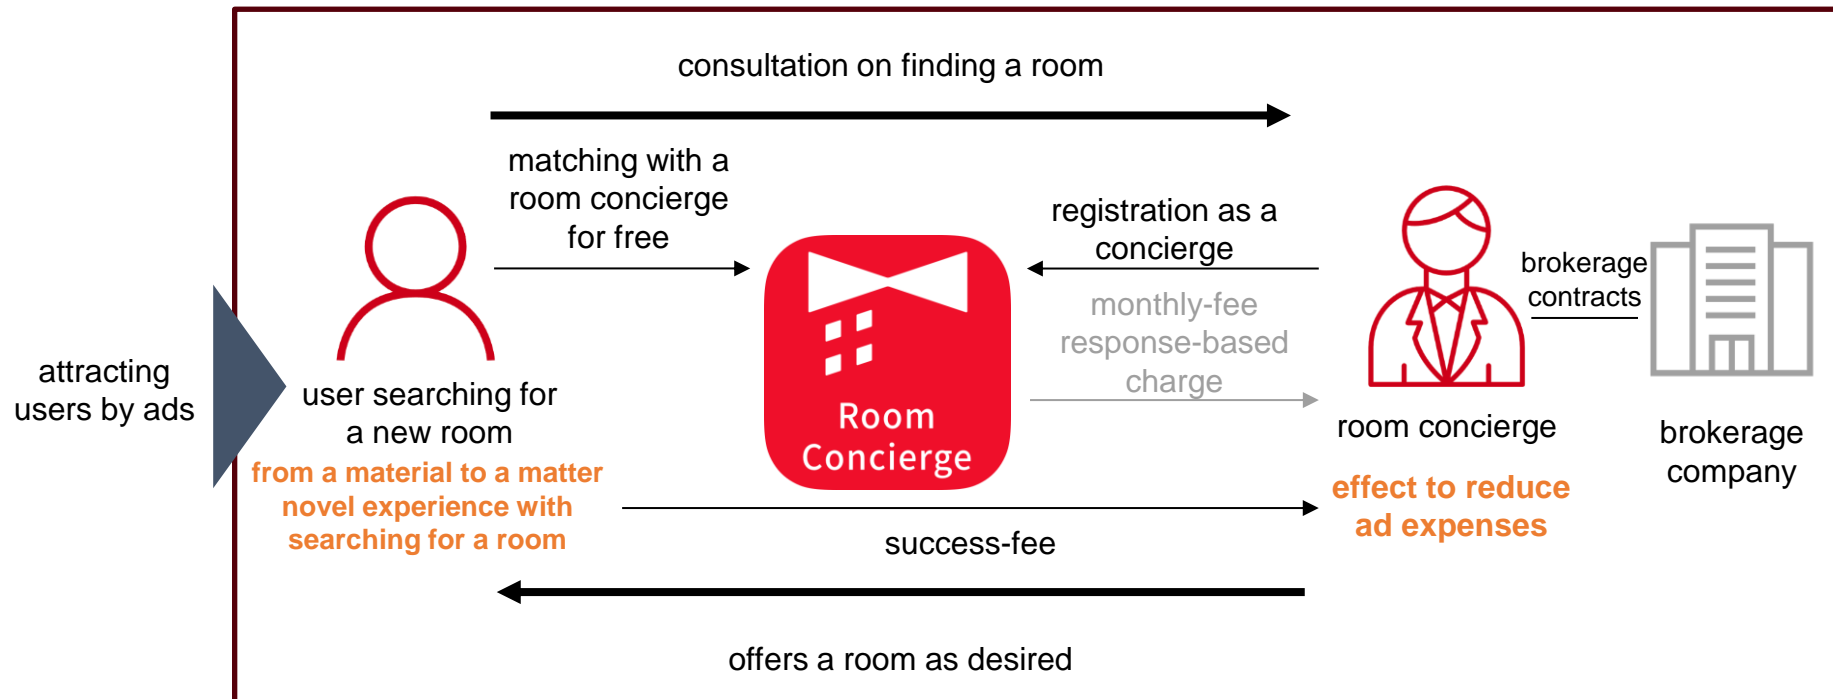 consultation on finding a room
matching with a
room concierge
for free
registration as a
concierge
brokerage
contracts
monthly-fee
response-based
charge
attracting
users by ads
user searching for
a new room
from a material to a matter
novel experience with
searching for a room
Room
Concierge
room concierge
effect to reduce
ad expenses
brokerage
company
success-fee
offers a room as desired